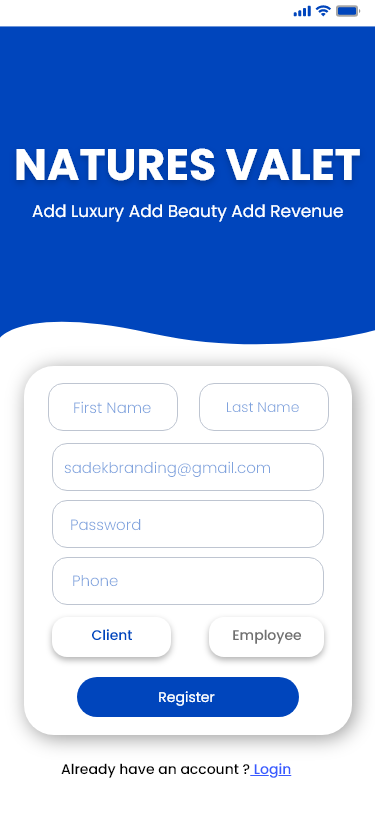 NATURES VALET
Add Luxury Add Beauty Add Revenue
First Name Last Name
sadekbranding@gmail.com
Password
Phone
Client Employee
Register
Already have an account ? Login